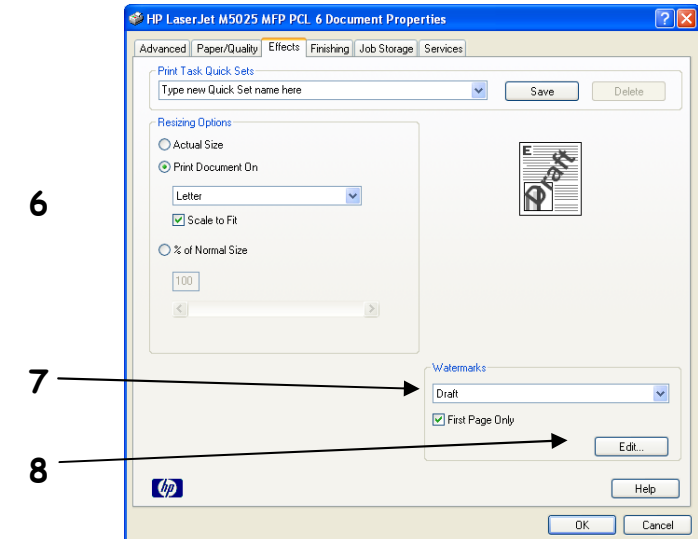 HP LaserJet M5025 MFP PCL 6 Document Properties
Advanced Paper/Quality Effects Finishing Job Storage Services
Print Task Quick Sets
Type new Quick Set name here Save Delete
Resizing Options
Actual Size
Print Document On
Letter
Scale to Fit
% of Normal Size
100
E
Draft
6
7
8
Watermarks
Draft
First Page Only
Edit...
hp
Help
OK Cancel